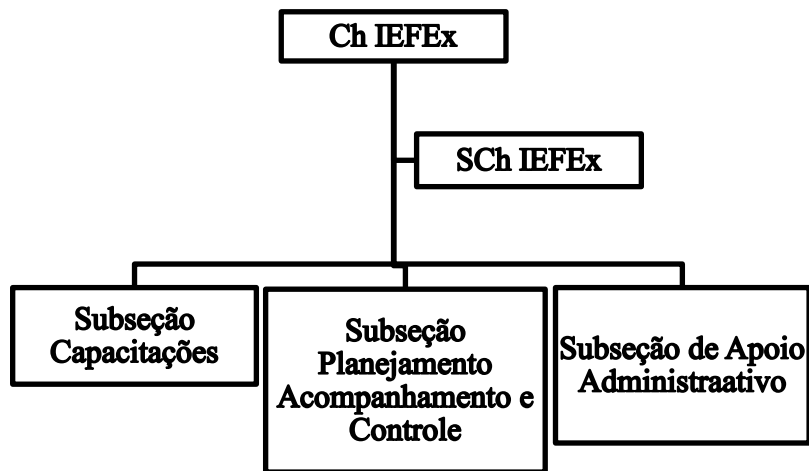 Ch IEFEx
SCh IEFEx
Subseção
Capacitações
Subseção
Planejamento
Acompanhamento e
Controle
Subseção de Apoio
Administraativo